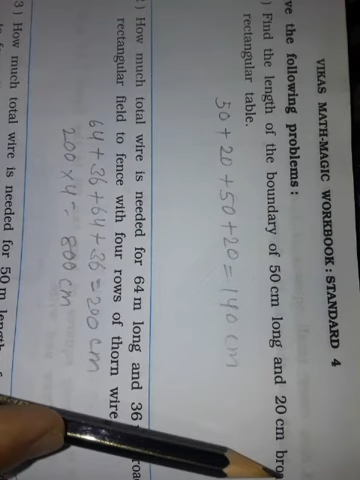 VIKAS MATH-MAGIC WORKBOOK : STANDARD 4
ve the following problems :
) Find the length of the boundary of 50 cm long and 20 cm broa
rectangular table.
50 + 20 + 50 + 20 = 140 cm
) How much total wire is needed for 64 m long and 36
rectangular field to fence with four rows of thorn wire
64 + 36 + 64 + 36 = 200 cm
200 × 4 = 800 cm
3) How much total wire is needed for 50 m